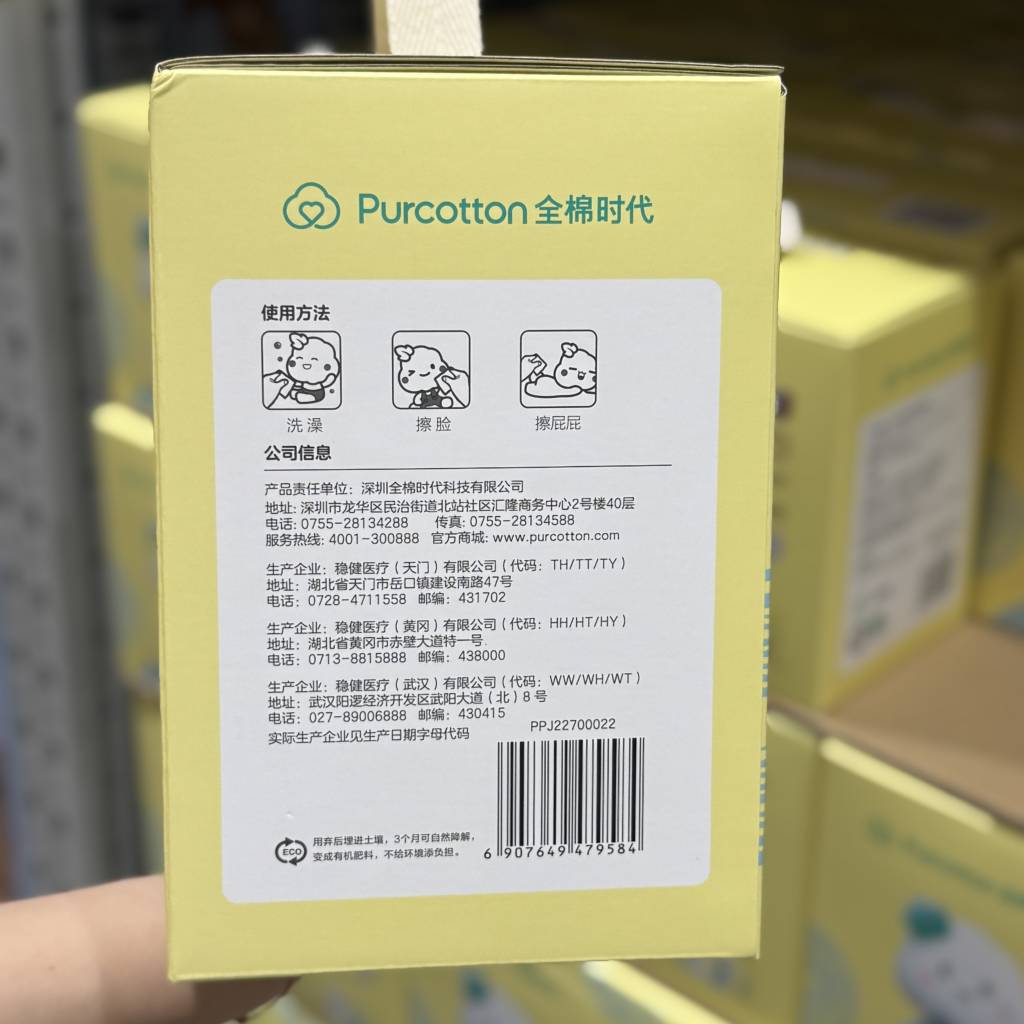 Purcotton 全棉时代
使用方法
洗澡 擦脸 擦屁屁
公司信息
产品责任单位：深圳全棉时代科技有限公司
地址：深圳市龙华区民治街道北站社区汇隆商务中心2号楼40层
电话：0755-28134288 传真：0755-28134588
服务热线：4001-300888 官方商城：www.purcotton.com
生产企业：稳健医疗（天门）有限公司（代码：TH/TT/TY）
地址：湖北省天门市岳口镇建设南路47号
电话：0728-4711558 邮编：431702
生产企业：稳健医疗（黄冈）有限公司（代码：HH/HT/HY）
地址：湖北省黄冈市赤壁大道特一号
电话：0713-8815888 邮编：438000
生产企业：稳健医疗（武汉）有限公司（代码：WW/WH/WT）
地址：武汉阳逻经济开发区武阳大道（北）8号
电话：027-89006888 邮编：430415
实际生产企业见生产日期字母代码
PPJ22700022
ECO
用弃后埋进土壤，3个月可自然降解，
变成有机肥料，不给环境添负担。
6 907649 479584